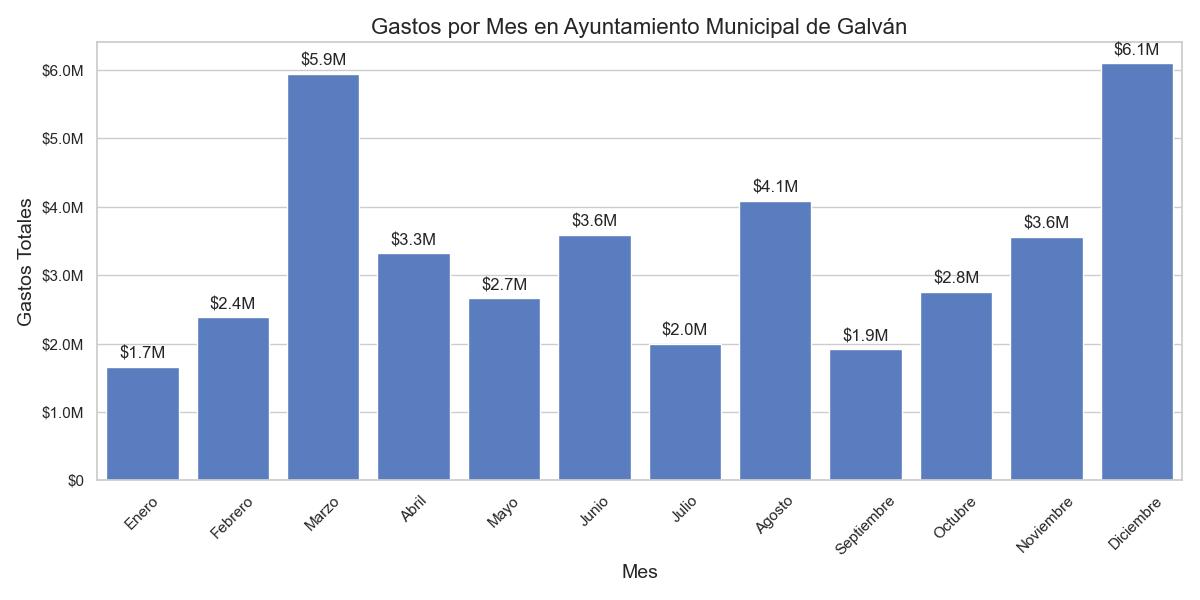 Gastos por Mes en Ayuntamiento Municipal de Galván
Gastos Totales
$6.0M
$5.0M
$4.0M
$3.0M
$2.0M
$1.0M
$0
$1.7M
$2.4M
$5.9M
$3.3M
$2.7M
$3.6M
$2.0M
$4.1M
$1.9M
$2.8M
$3.6M
$6.1M
Enero
Febrero
Marzo
Abril
Mayo
Junio
Julio
Agosto
Septiembre
Octubre
Noviembre
Diciembre
Mes